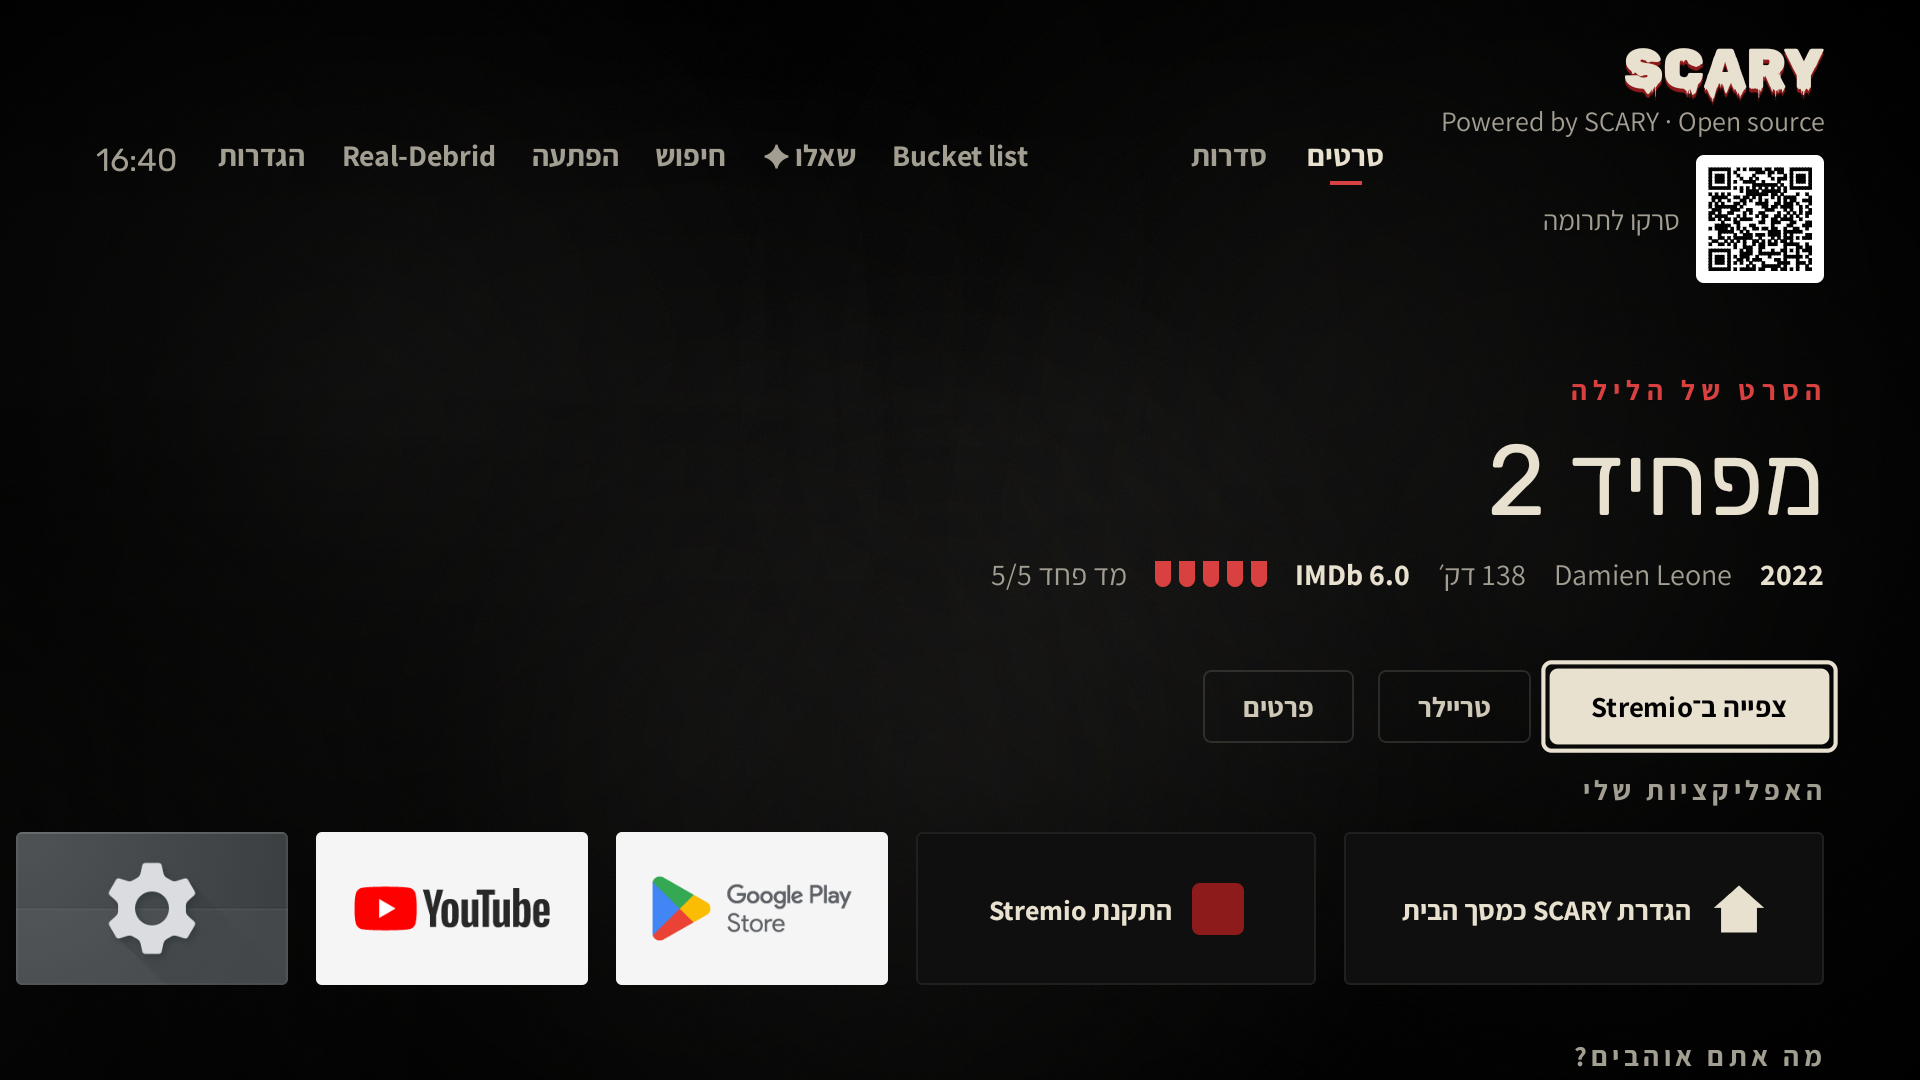 SCARY
Powered by SCARY · Open source
סרטים
סדרות
Bucket list
שאלו ✦
חיפוש
הפתעה
Real-Debrid
הגדרות
16:40
סרקו לתרומה
הסרט של הלילה
מפחיד 2
2022 Damien Leone 138 דק׳ IMDb 6.0 מד פחד 5/5
צפייה ב־Stremio
טריילר
פרטים
האפליקציות שלי
הגדרת SCARY כמסך הבית
התקנת Stremio
Google Play
Store
YouTube
מה אתם אוהבים?